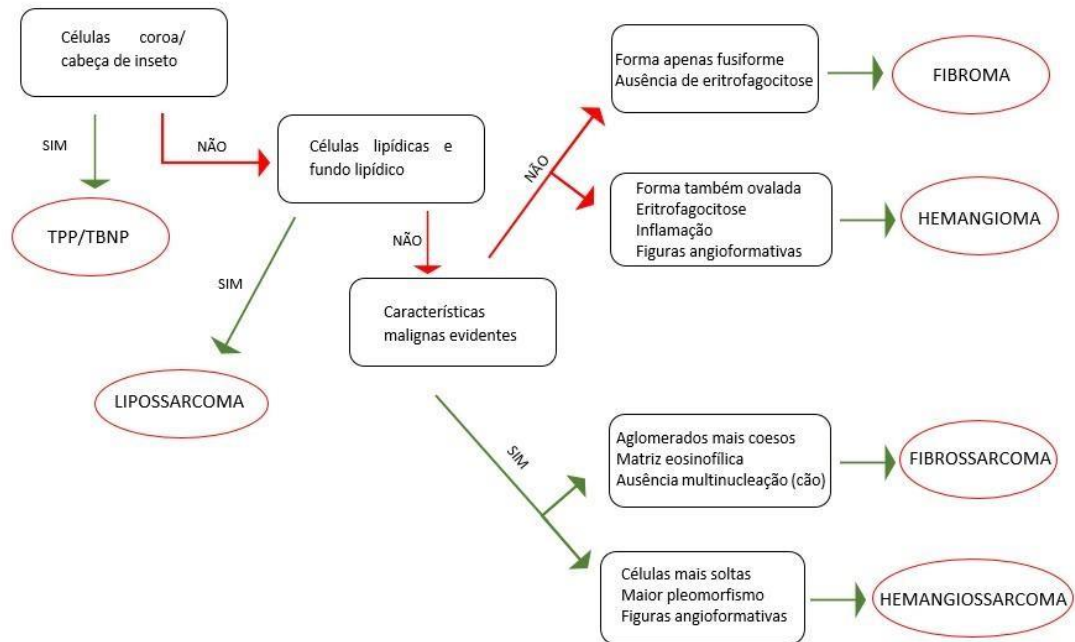 Células coroa/
cabeça de inseto
SIM
NÃO
TPP/TBNP
Células lipídicas e
fundo lipídico
SIM
NÃO
LIPOSSARCOMA
Características
malignas evidentes
NÃO
Forma apenas fusiforme
Ausência de eritrofagocitose
FIBROMA
Forma também ovalada
Eritrofagocitose
Inflamação
Figuras angioformativas
HEMANGIOMA
SIM
Aglomerados mais coesos
Matriz eosinofílica
Ausência multinucleação (cão)
FIBROSSARCOMA
Células mais soltas
Maior pleomorfismo
Figuras angioformativas
HEMANGIOSSARCOMA